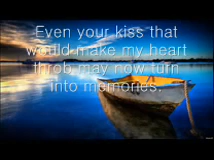 Even your kiss that
would make my heart
throb may now turn
into memories.